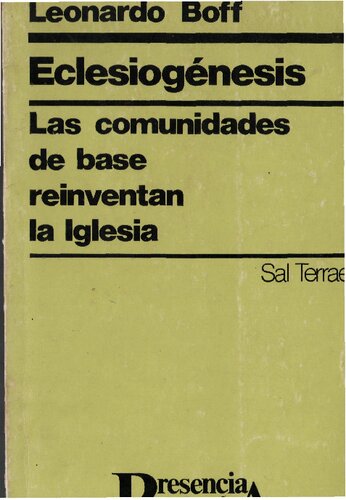 Leonardo Boff
Eclesiogénesis
Las comunidades
de base
reinventan
la Iglesia
Sal Terrae
Presencia